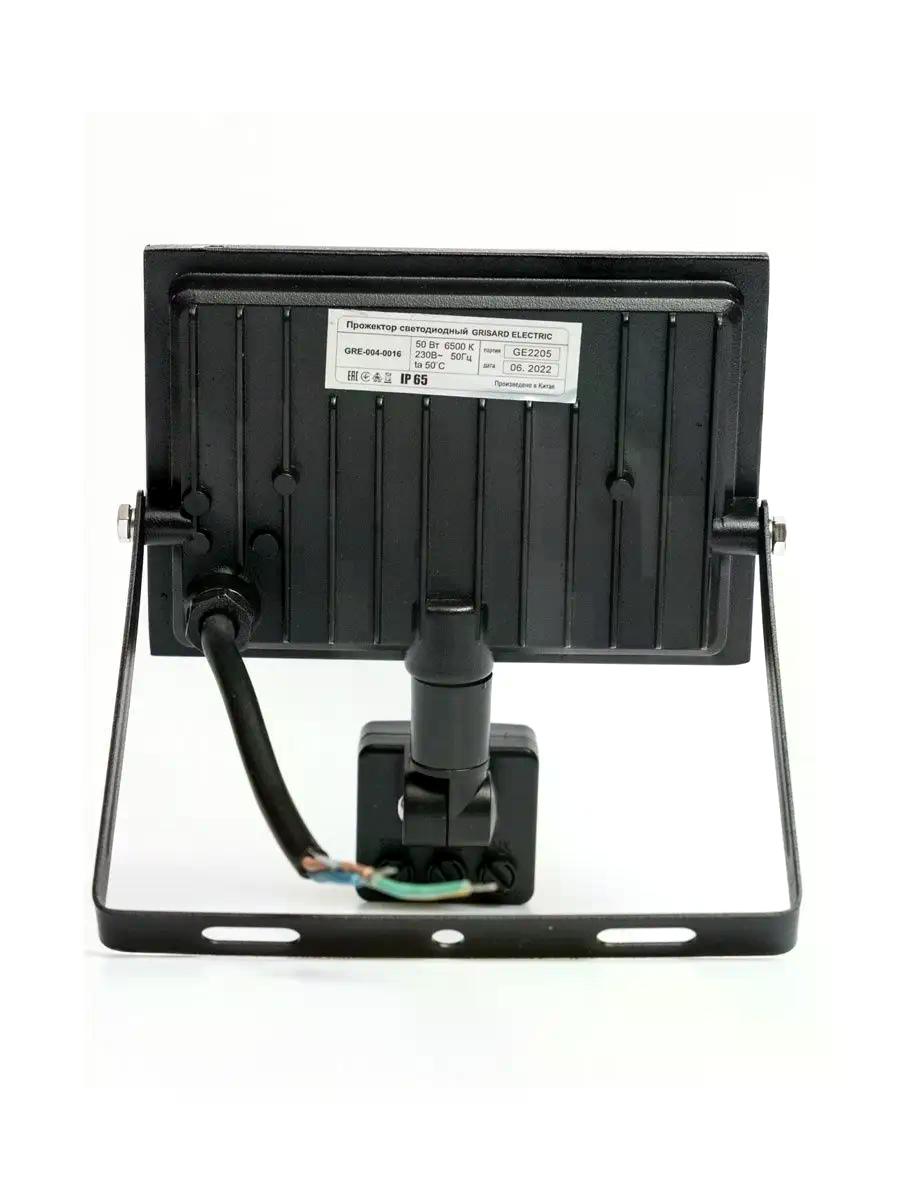 Прожектор светодиодный GRISARD ELECTRIC
GRE-004-0016
50 Вт 6500 К
230В~ 50Гц
ta 50°С
партия GE2205
дата 06. 2022
EAC IP 65
Произведено в Китае